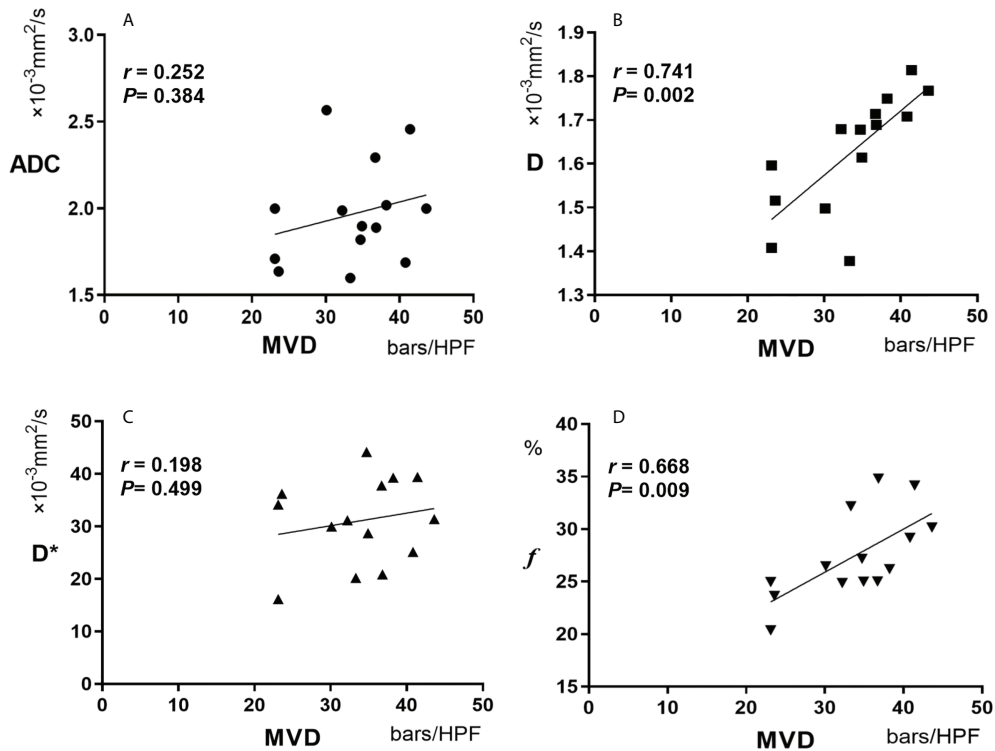 A
×10⁻³mm²/s
ADC
r = 0.252
P= 0.384
3.0
2.5
2.0
1.5
0 10 20 30 40 50
MVD bars/HPF
B
×10⁻³mm²/s
D
r = 0.741
P= 0.002
1.9
1.8
1.7
1.6
1.5
1.4
1.3
0 10 20 30 40 50
MVD bars/HPF
C
×10⁻³mm²/s
D*
r = 0.198
P= 0.499
50
40
30
20
10
0
0 10 20 30 40 50
MVD bars/HPF
D
%
f
r = 0.668
P= 0.009
40
35
30
25
20
15
0 10 20 30 40 50
MVD bars/HPF